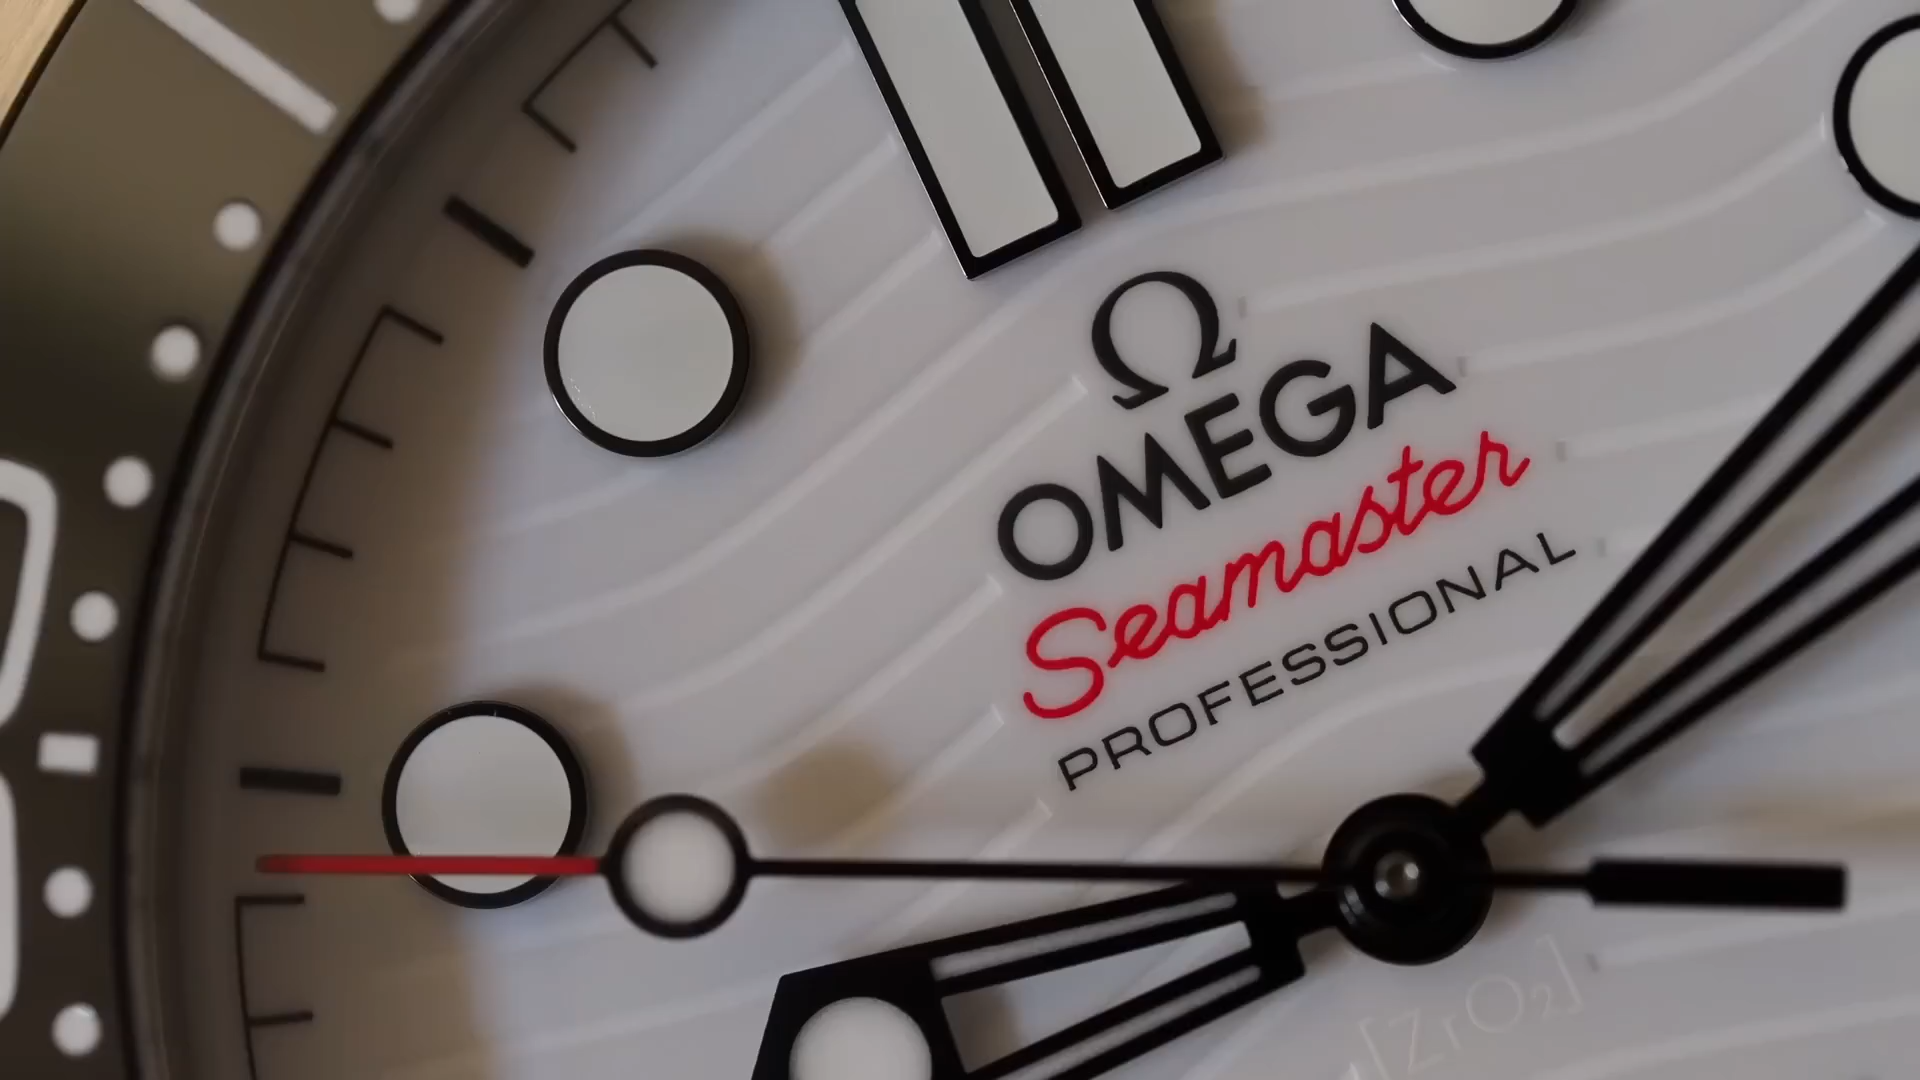 Ω
OMEGA
Seamaster
PROFESSIONAL
[ZrO₂]